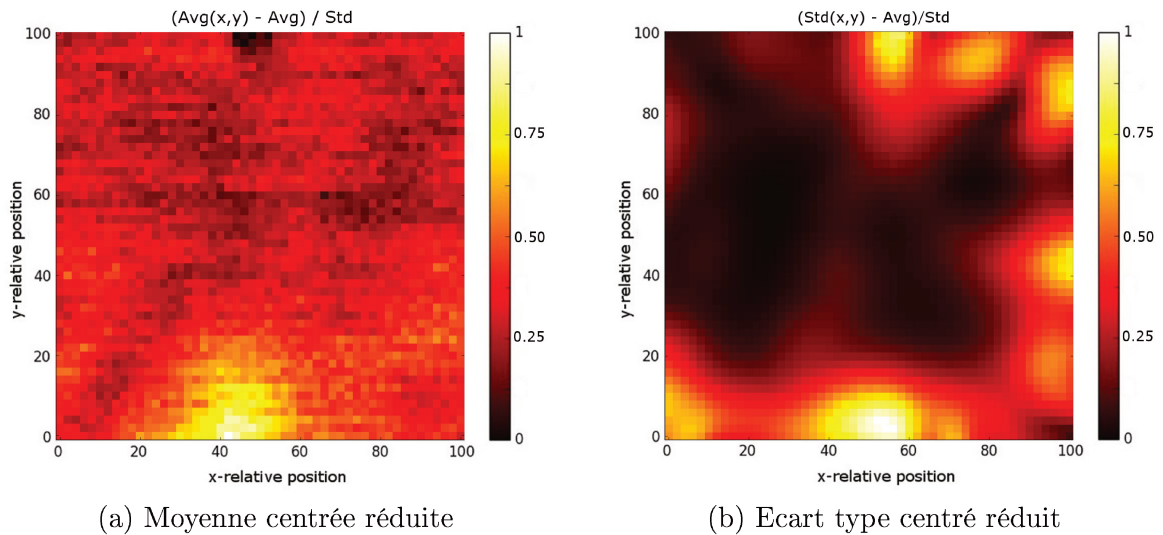 (Avg(x,y) - Avg) / Std
100
80
60
40
20
0
y-relative position
0 20 40 60 80 100
x-relative position
1
0.75
0.50
0.25
0
(a) Moyenne centrée réduite
(Std(x,y) - Avg)/Std
100
80
60
40
20
0
y-relative position
0 20 40 60 80 100
x-relative position
1
0.75
0.50
0.25
0
(b) Ecart type centré réduit